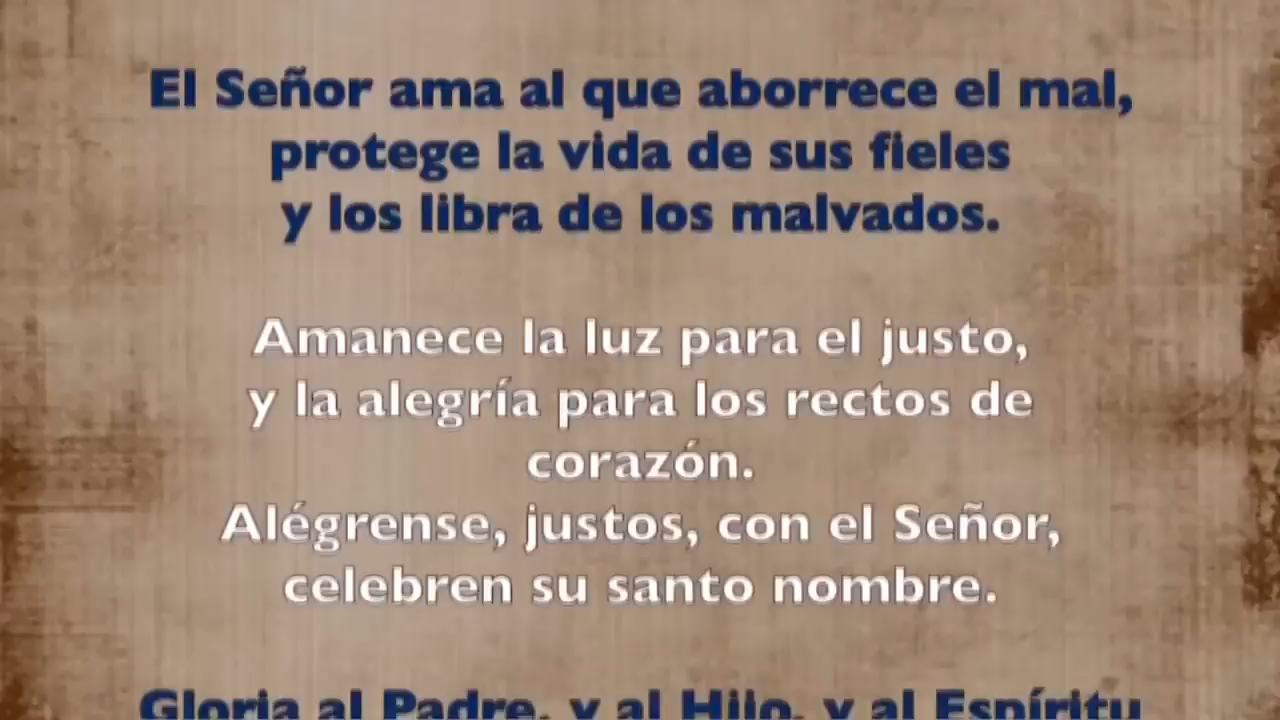 El Señor ama al que aborrece el mal,
protege la vida de sus fieles
y los libra de los malvados.
Amanece la luz para el justo,
y la alegría para los rectos de
corazón.
Alégrense, justos, con el Señor,
celebren su santo nombre.
Gloria al Padre, y al Hijo, y al Espíritu